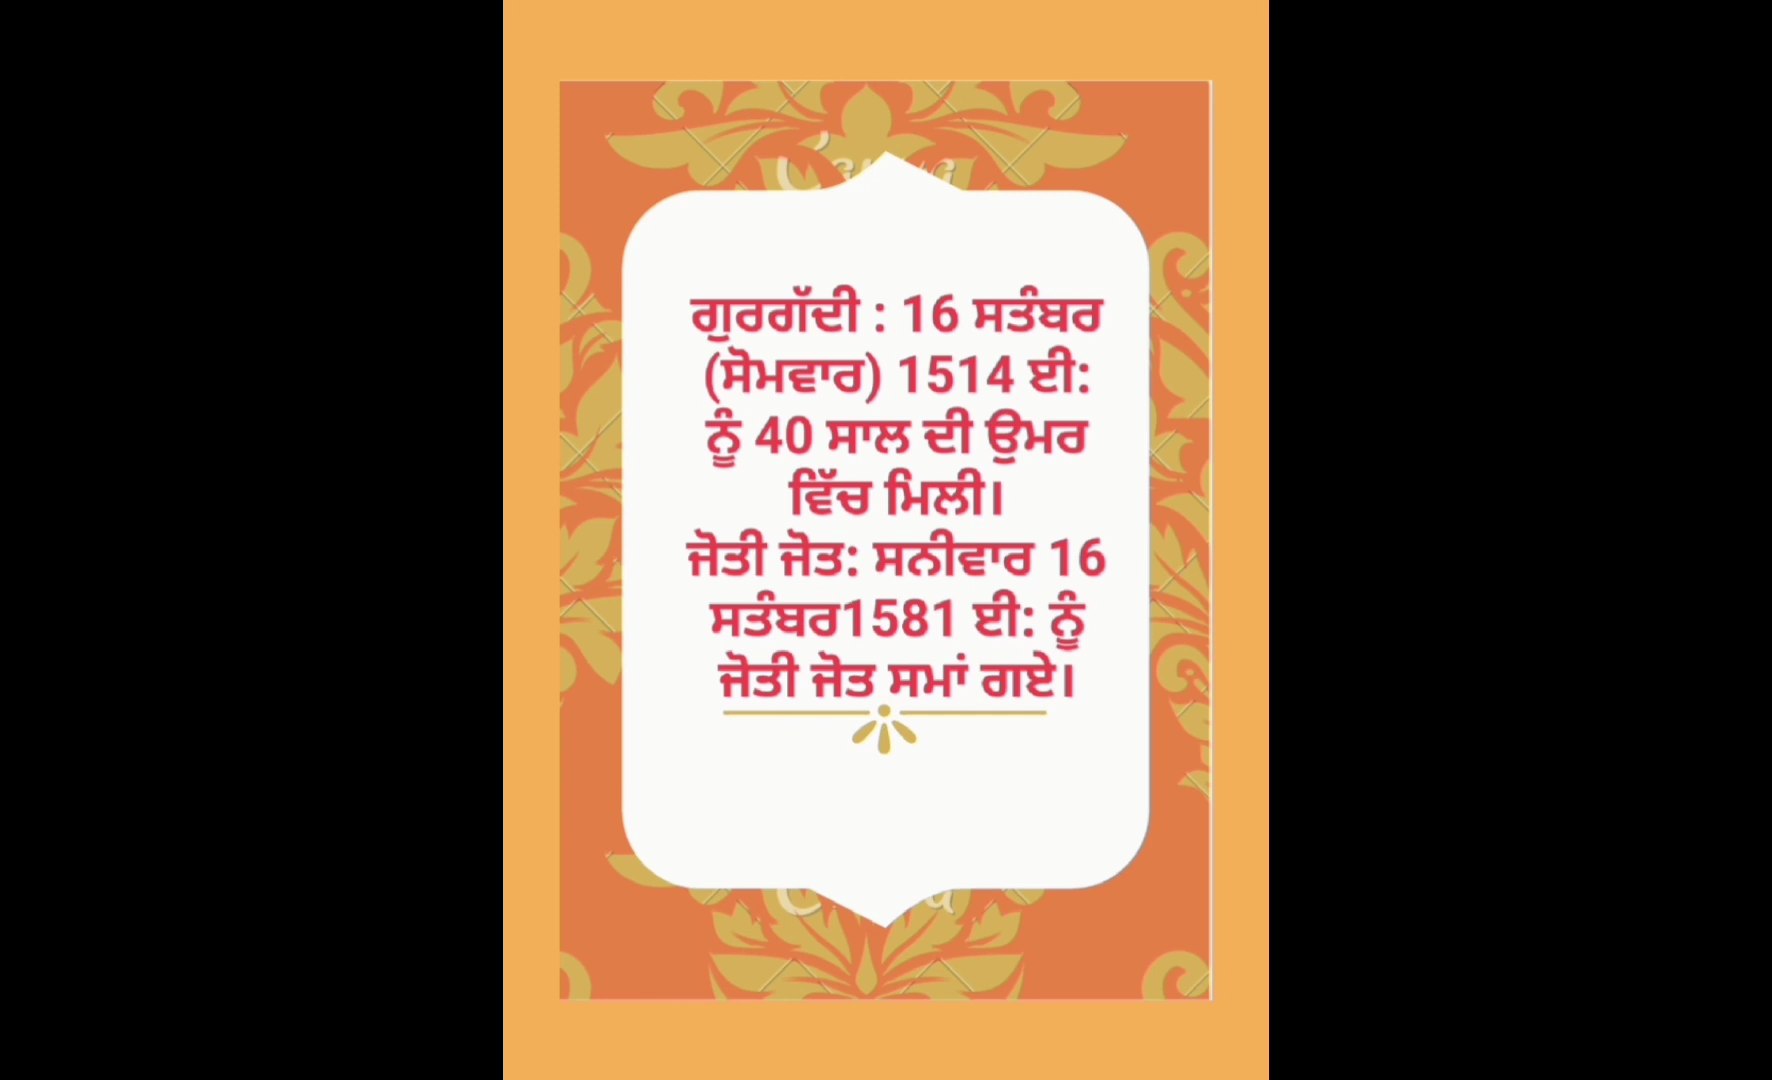 ਗੁਰਗੱਦੀ : 16 ਸਤੰਬਰ
(ਸੋਮਵਾਰ) 1514 ਈ:
ਨੂੰ 40 ਸਾਲ ਦੀ ਉਮਰ
ਵਿੱਚ ਮਿਲੀ।
ਜੋਤੀ ਜੋਤ: ਸਨੀਵਾਰ 16
ਸਤੰਬਰ1581 ਈ: ਨੂੰ
ਜੋਤੀ ਜੋਤ ਸਮਾਂ ਗਏ।